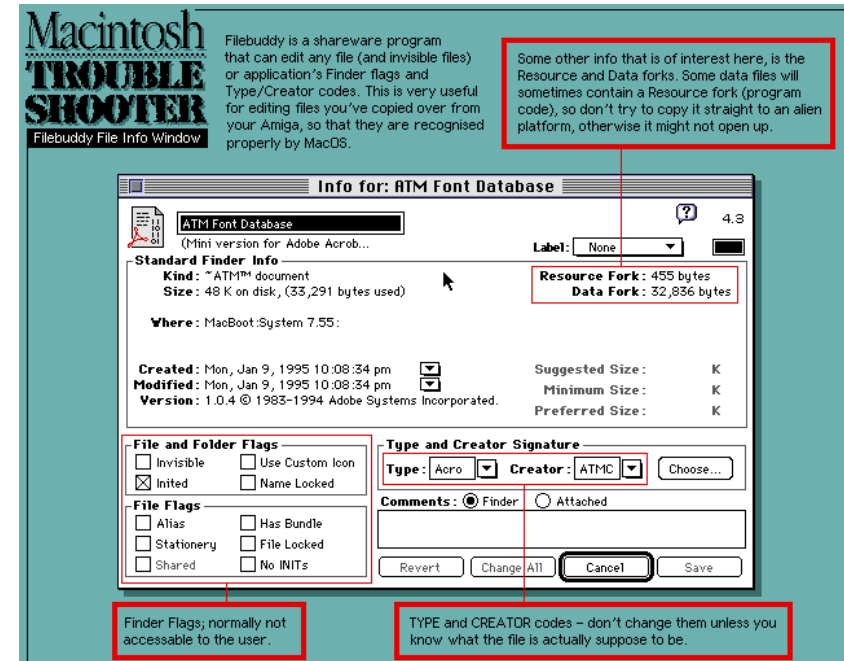 Macintosh
TROUBLE
SHOOTER
Filebuddy File Info Window
Filebuddy is a shareware program
that can edit any file (and invisible files)
or application's Finder flags and
Type/Creator codes. This is very useful
for editing files you've copied over from
your Amiga, so that they are recognised
properly by MacOS.
Some other info that is of interest here, is the
Resource and Data forks. Some data files will
sometimes contain a Resource fork (program
code), so don't try to copy it straight to an alien
platform, otherwise it might not open up.
Info for: ATM Font Database
ATM Font Database
(Mini version for Adobe Acrob...
4.3
Label: None
Standard Finder Info
Kind: ~ATM™ document
Size: 48 K on disk, (33,291 bytes used)
Resource Fork: 455 bytes
Data Fork: 32,836 bytes
Where: MacBoot:System 7.55:
Created: Mon, Jan 9, 1995 10:08:34 pm
Modified: Mon, Jan 9, 1995 10:08:34 pm
Version: 1.0.4 © 1983-1994 Adobe Systems Incorporated.
Suggested Size: K
Minimum Size: K
Preferred Size: K
File and Folder Flags
Invisible Use Custom Icon
Inited Name Locked
File Flags
Alias Has Bundle
Stationery File Locked
Shared No INITs
Type and Creator Signature
Type: Acro Creator: ATMC Choose...
Comments: Finder Attached
Revert Change All Cancel Save
Finder Flags; normally not
accessable to the user.
TYPE and CREATOR codes – don't change them unless you
know what the file is actually suppose to be.